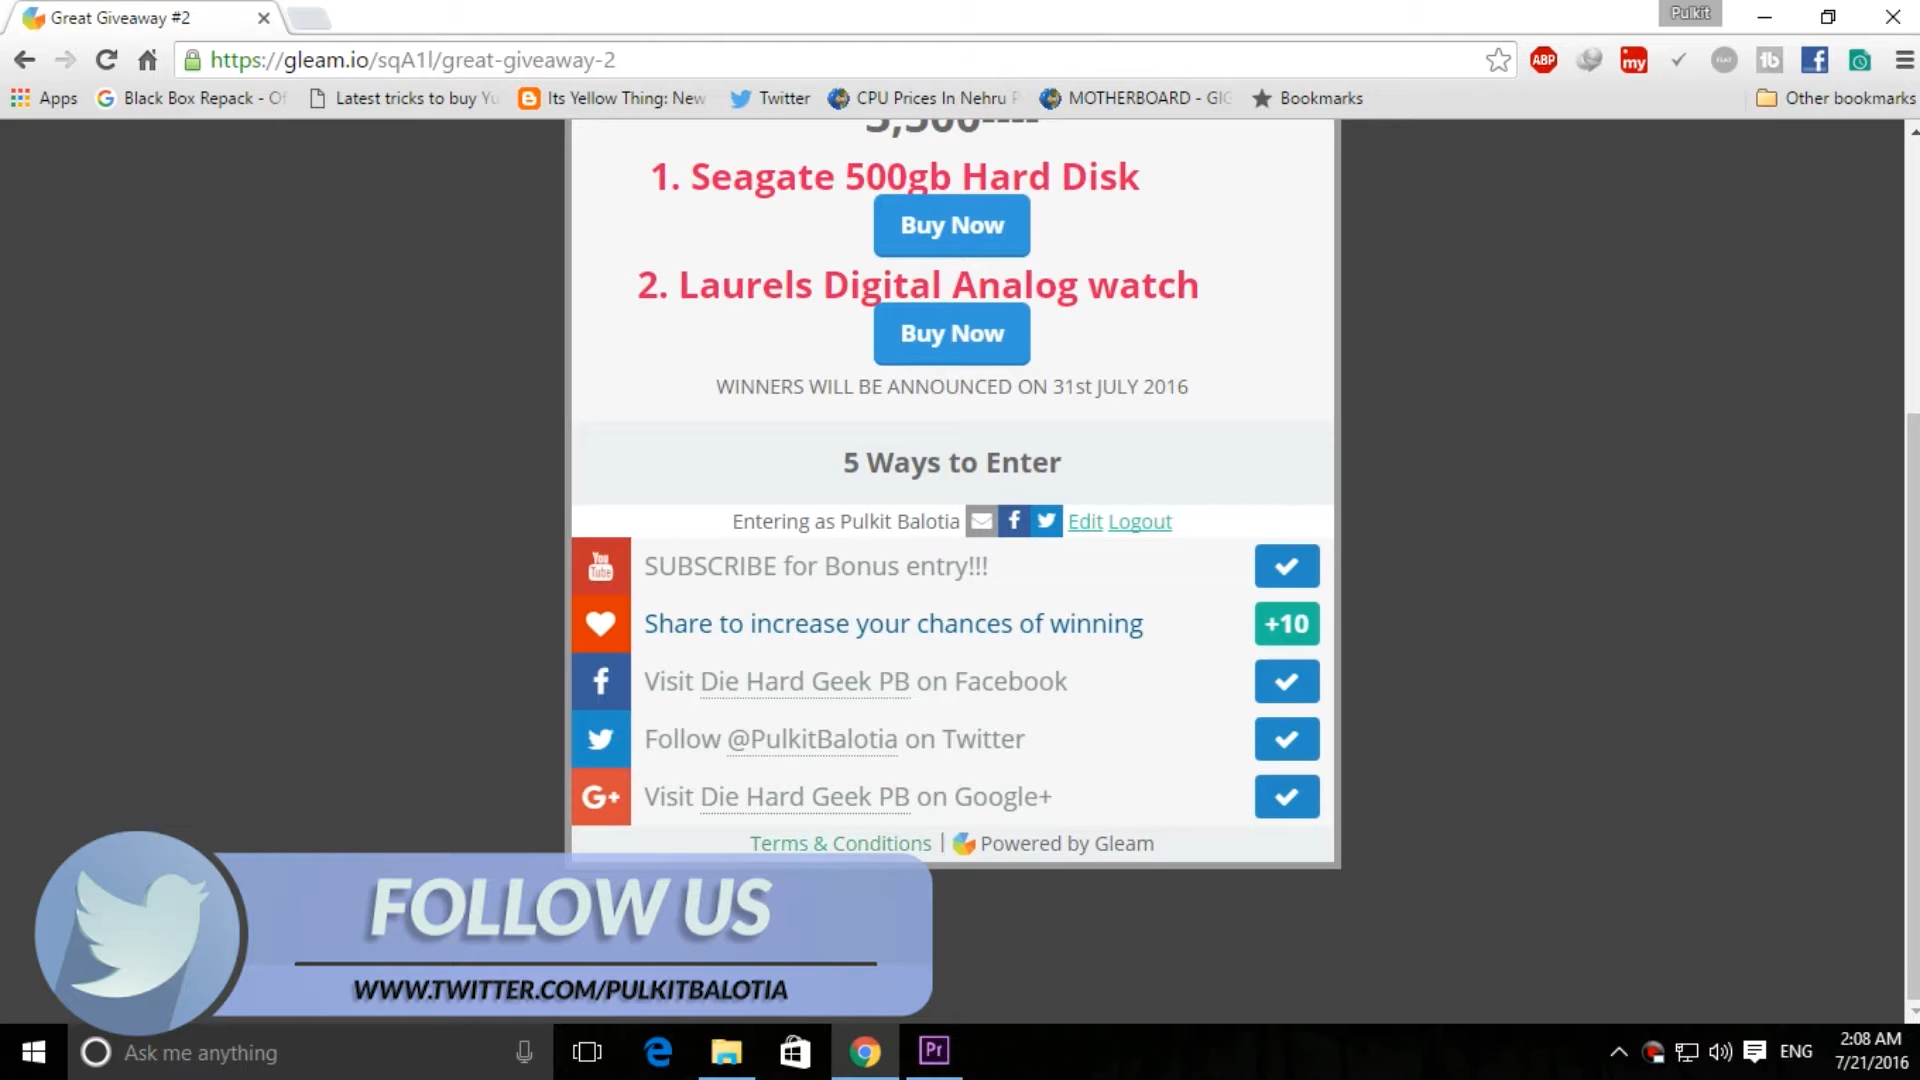 Great Giveaway #2
Pulkit
https://gleam.io/sqA1l/great-giveaway-2
ABP
my
Apps
Black Box Repack - Of
Latest tricks to buy Yu
Its Yellow Thing: New
Twitter
CPU Prices In Nehru P
MOTHERBOARD - GIG
Bookmarks
Other bookmarks
1. Seagate 500gb Hard Disk
Buy Now
2. Laurels Digital Analog watch
Buy Now
WINNERS WILL BE ANNOUNCED ON 31st JULY 2016
5 Ways to Enter
Entering as Pulkit Balotia Edit Logout
You Tube SUBSCRIBE for Bonus entry!!!
Share to increase your chances of winning +10
Visit Die Hard Geek PB on Facebook
Follow @PulkitBalotia on Twitter
G+ Visit Die Hard Geek PB on Google+
Terms & Conditions | Powered by Gleam
FOLLOW US
WWW.TWITTER.COM/PULKITBALOTIA
Ask me anything
Pr
ENG
2:08 AM
7/21/2016